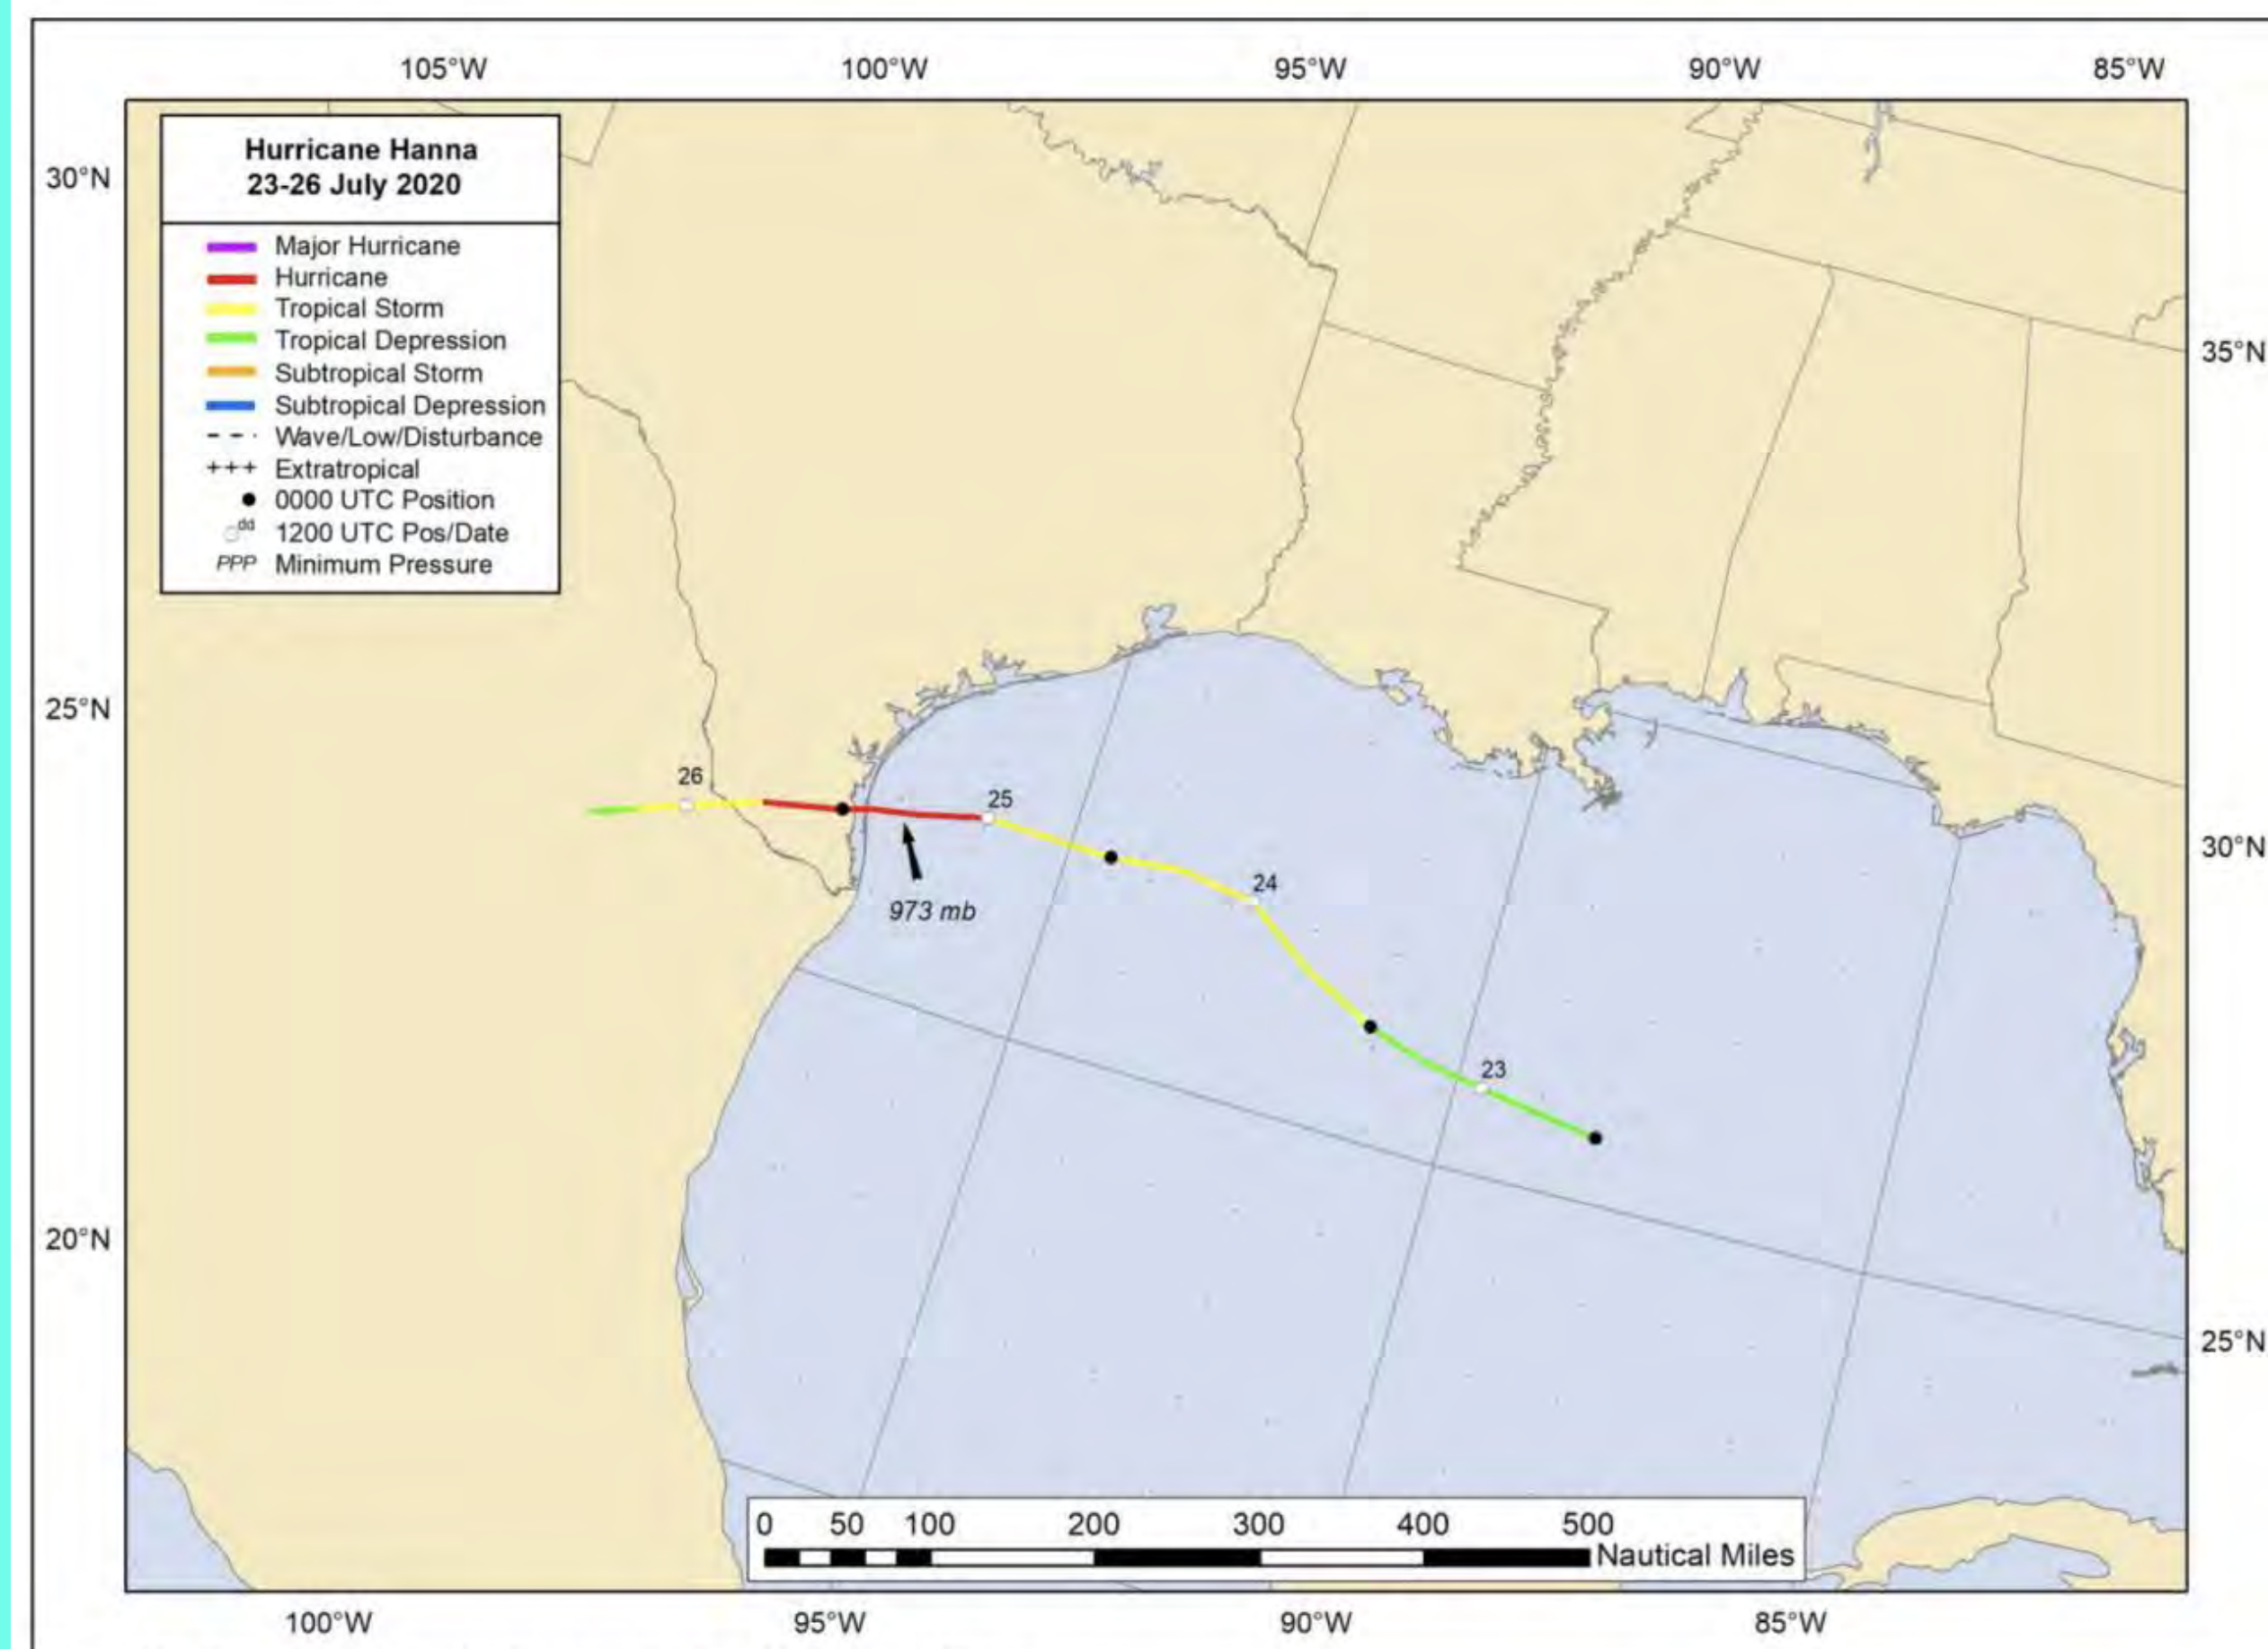 105°W 100°W 95°W 90°W 85°W
Hurricane Hanna
23-26 July 2020
30°N
Major Hurricane
Hurricane
Tropical Storm
Tropical Depression
Subtropical Storm
Subtropical Depression
Wave/Low/Disturbance
+++ Extratropical
0000 UTC Position
dd 1200 UTC Pos/Date
PPP Minimum Pressure
35°N
25°N
26
25
30°N
24
973 mb
23
20°N
25°N
0 50 100 200 300 400 500
Nautical Miles
100°W 95°W 90°W 85°W